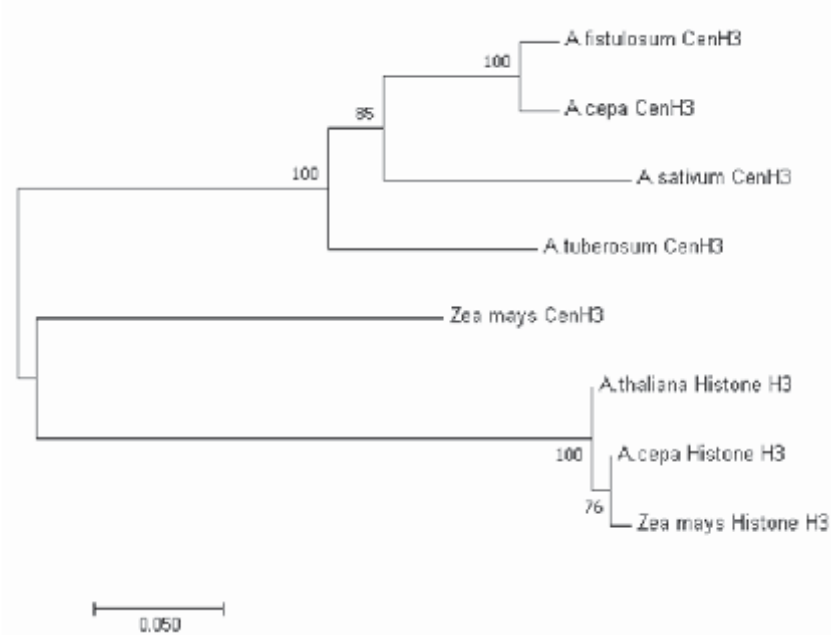 A.fistulosum CenH3
100
A.cepa CenH3
85
A.sativum CenH3
100
A.tuberosum CenH3
Zea mays CenH3
A.thaliana Histone H3
100
A.cepa Histone H3
76
Zea mays Histone H3
0.050